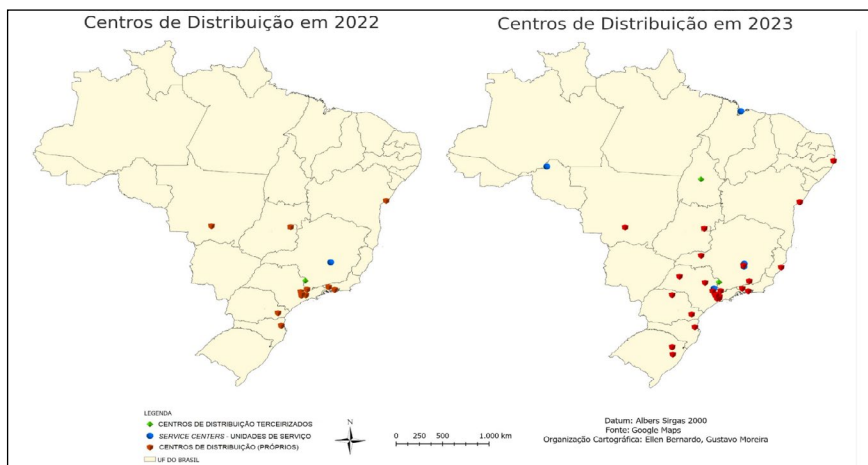 Centros de Distribuição em 2022
Centros de Distribuição em 2023
LEGENDA
CENTROS DE DISTRIBUIÇÃO TERCEIRIZADOS
SERVICE CENTERS - UNIDADES DE SERVIÇO
CENTROS DE DISTRIBUIÇÃO (PRÓPRIOS)
UF DO BRASIL
N
0 250 500 1.000 km
Datum: Albers Sirgas 2000
Fonte: Google Maps
Organização Cartográfica: Ellen Bernardo, Gustavo Moreira